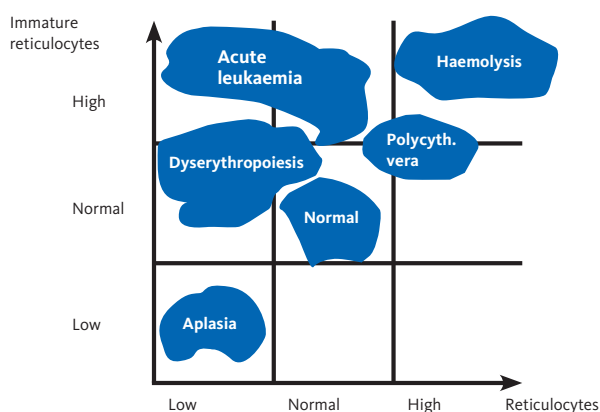 Immature
reticulocytes
High
Normal
Low
Acute
leukaemia
Haemolysis
Dyserythropoiesis
Polycyth.
vera
Normal
Aplasia
Low
Normal
High
Reticulocytes